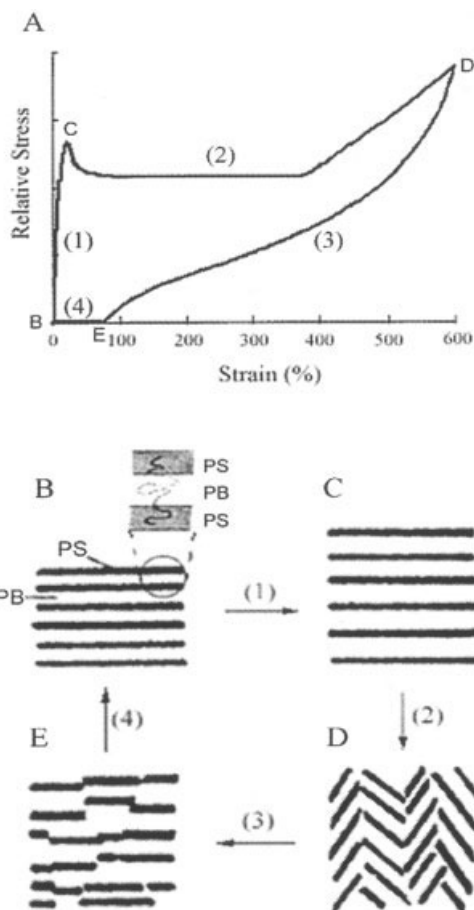 A
Relative Stress
C
D
(2)
(1)
(3)
(4)
B
E
0 100 200 300 400 500 600
Strain (%)
B
PS
PB
PS
C
PS
PB
(1)
(4)
(2)
E
D
(3)